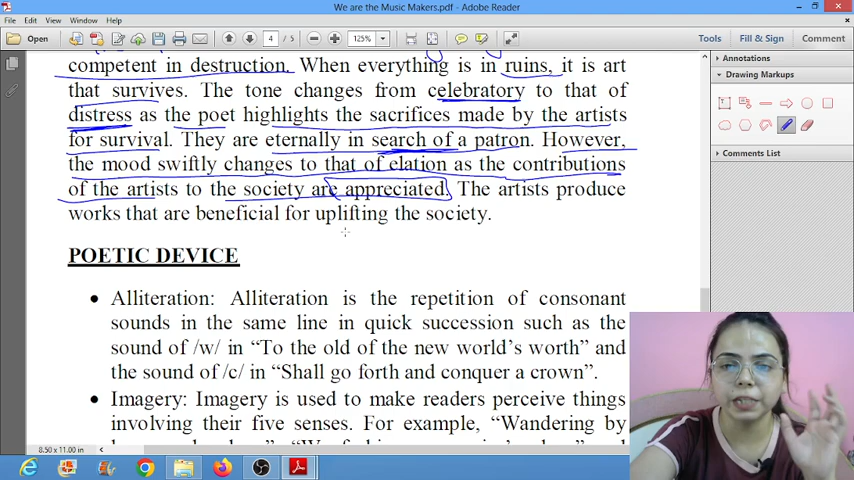 We are the Music Makers.pdf - Adobe Reader
File Edit View Window Help
Open 4 / 5 125% Tools Fill & Sign Comment
competent in destruction. When everything is in ruins, it is art
that survives. The tone changes from celebratory to that of
distress as the poet highlights the sacrifices made by the artists
for survival. They are eternally in search of a patron. However,
the mood swiftly changes to that of elation as the contributions
of the artists to the society are appreciated. The artists produce
works that are beneficial for uplifting the society.
POETIC DEVICE
• Alliteration: Alliteration is the repetition of consonant
sounds in the same line in quick succession such as the
sound of /w/ in “To the old of the new world’s worth” and
the sound of /c/ in “Shall go forth and conquer a crown”.
• Imagery: Imagery is used to make readers perceive things
involving their five senses. For example, “Wandering by
8.50 x 11.00 in
Annotations
Drawing Markups
Comments List